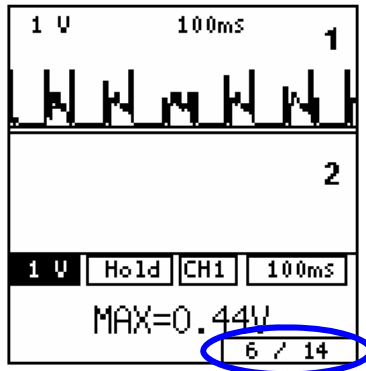 1 V 100mS 1
2
1 V Hold CH1 100mS
MAX=0.44V
6 / 14